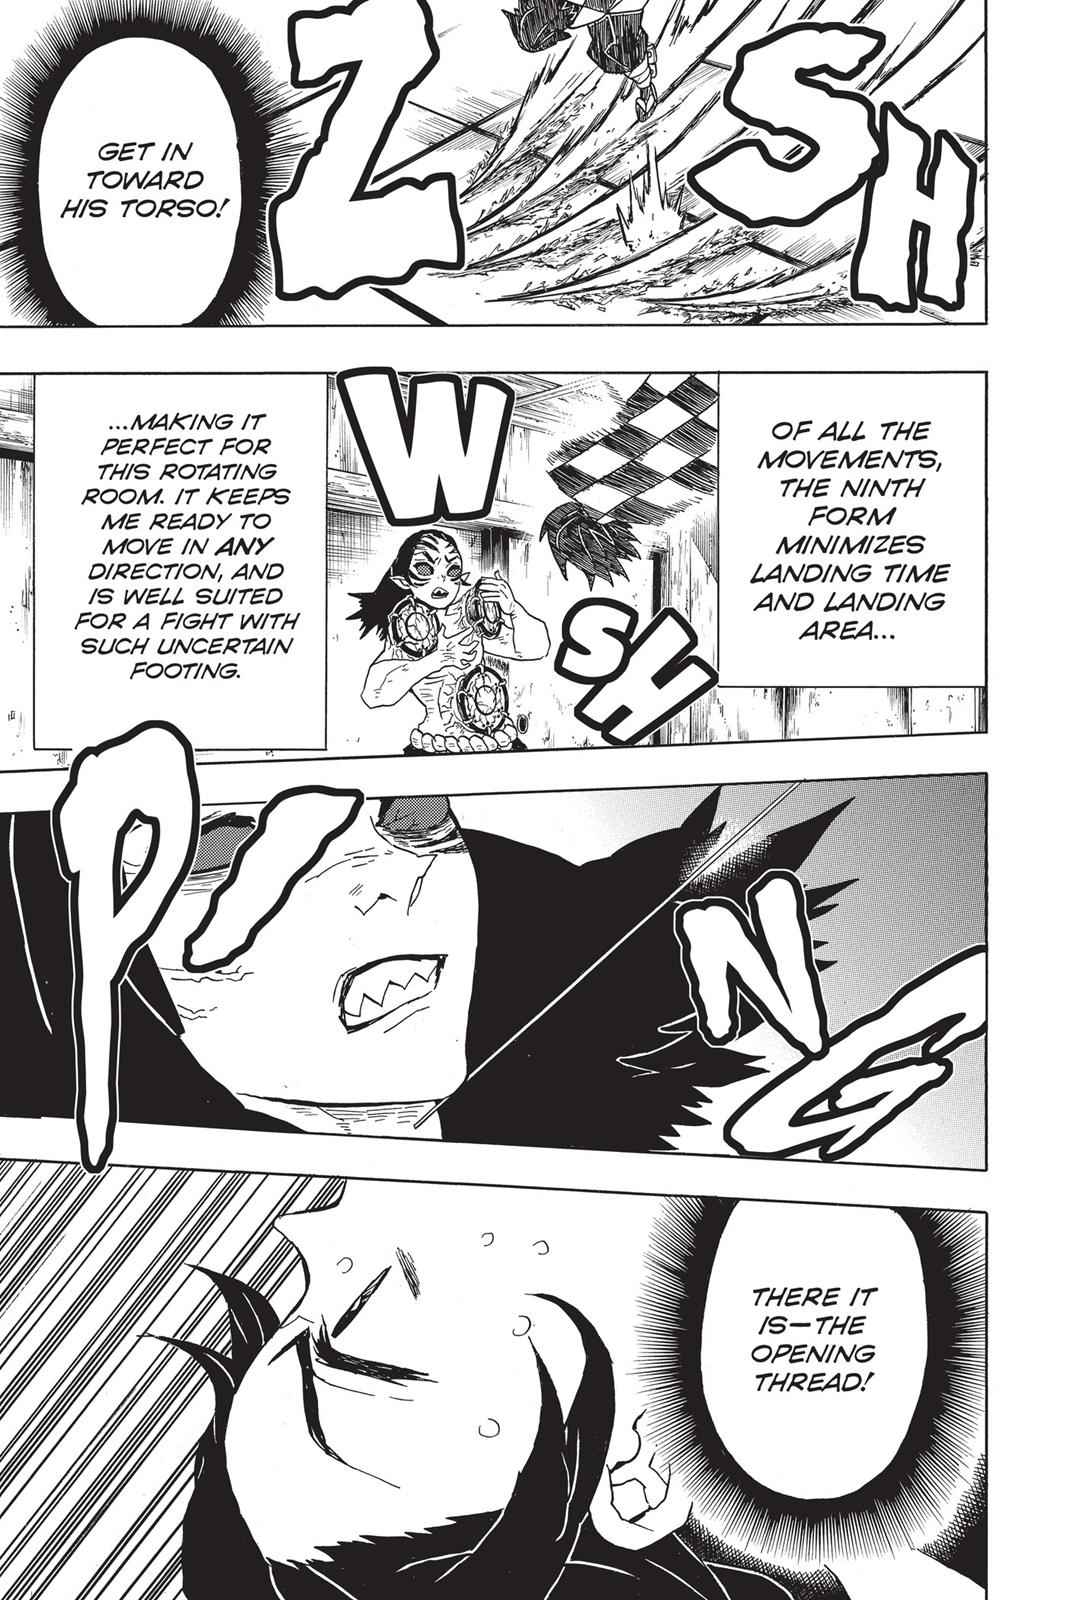 ZSH
GET IN
TOWARD
HIS TORSO!
OF ALL THE
MOVEMENTS,
THE NINTH
FORM
MINIMIZES
LANDING TIME
AND LANDING
AREA...
WSH
...MAKING IT
PERFECT FOR
THIS ROTATING
ROOM. IT KEEPS
ME READY TO
MOVE IN ANY
DIRECTION, AND
IS WELL SUITED
FOR A FIGHT WITH
SUCH UNCERTAIN
FOOTING.
PING
THERE IT
IS—THE
OPENING
THREAD!